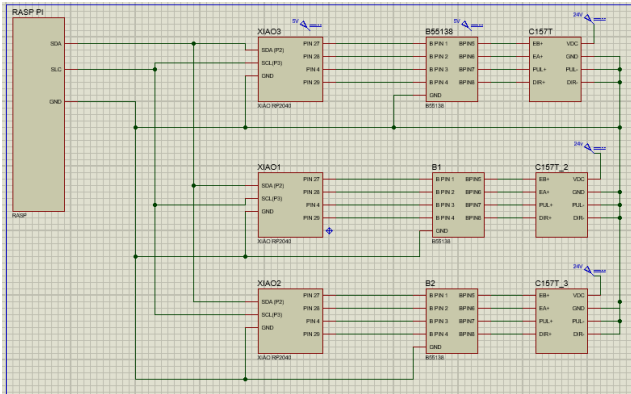 RASP PI
SDA
SLC
GND
RASP
XIAO3
5V
SDA (P2)
SCL(P3)
GND
PIN 27
PIN 28
PIN 4
PIN 29
XIAO RP2040
B55138
5V
B PIN 1
B PIN 2
B PIN 3
B PIN 4
GND
BPIN5
BPIN6
BPIN7
BPIN8
B55138
C157T
24V
EB+
EA+
PUL+
DIR+
VDC
GND
PUL-
DIR-
XIAO1
SDA (P2)
SCL(P3)
GND
PIN 27
PIN 28
PIN 4
PIN 29
XIAO RP2040
B1
B PIN 1
B PIN 2
B PIN 3
B PIN 4
GND
BPIN5
BPIN6
BPIN7
BPIN8
B55138
C157T_2
24v
EB+
EA+
PUL+
DIR+
VDC
GND
PUL-
DIR-
XIAO2
SDA (P2)
SCL(P3)
GND
PIN 27
PIN 28
PIN 4
PIN 29
XIAO RP2040
B2
B PIN 1
B PIN 2
B PIN 3
B PIN 4
GND
BPIN5
BPIN6
BPIN7
BPIN8
B55138
C157T_3
24V
EB+
EA+
PUL+
DIR+
VDC
GND
PUL-
DIR-